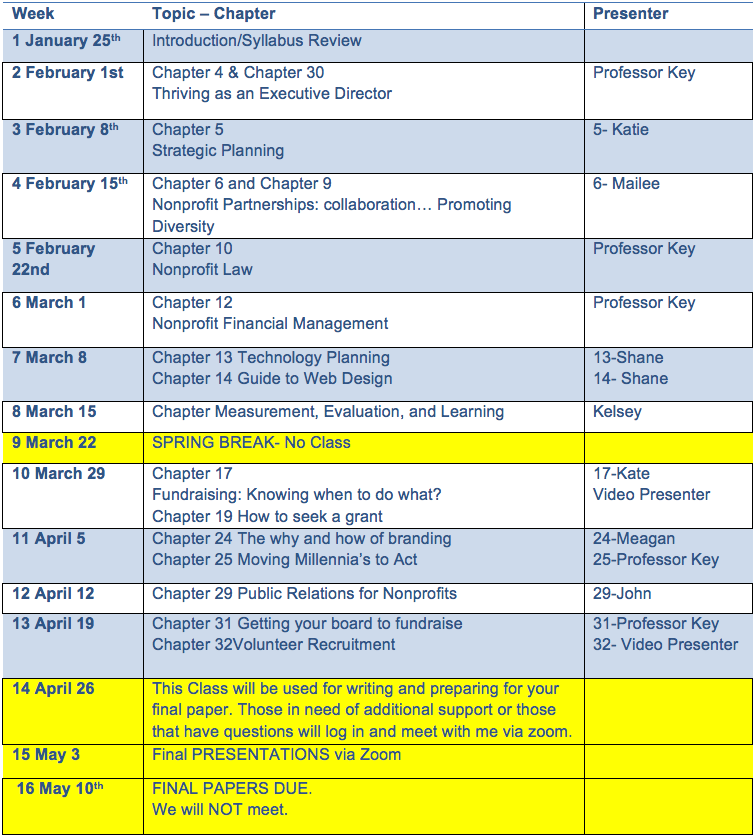 Week Topic – Chapter Presenter
1 January 25th Introduction/Syllabus Review
2 February 1st Chapter 4 & Chapter 30 Professor Key
Thriving as an Executive Director
3 February 8th Chapter 5 5- Katie
Strategic Planning
4 February 15th Chapter 6 and Chapter 9 6- Mailee
Nonprofit Partnerships: collaboration… Promoting
Diversity
5 February Chapter 10 Professor Key
22nd Nonprofit Law
6 March 1 Chapter 12 Professor Key
Nonprofit Financial Management
7 March 8 Chapter 13 Technology Planning 13-Shane
Chapter 14 Guide to Web Design 14- Shane
8 March 15 Chapter Measurement, Evaluation, and Learning Kelsey
9 March 22 SPRING BREAK- No Class
10 March 29 Chapter 17 17-Kate
Fundraising: Knowing when to do what? Video Presenter
Chapter 19 How to seek a grant
11 April 5 Chapter 24 The why and how of branding 24-Meagan
Chapter 25 Moving Millennia’s to Act 25-Professor Key
12 April 12 Chapter 29 Public Relations for Nonprofits 29-John
13 April 19 Chapter 31 Getting your board to fundraise 31-Professor Key
Chapter 32Volunteer Recruitment 32- Video Presenter
14 April 26 This Class will be used for writing and preparing for your
final paper. Those in need of additional support or those
that have questions will log in and meet with me via zoom.
15 May 3 Final PRESENTATIONS via Zoom
16 May 10th FINAL PAPERS DUE.
We will NOT meet.